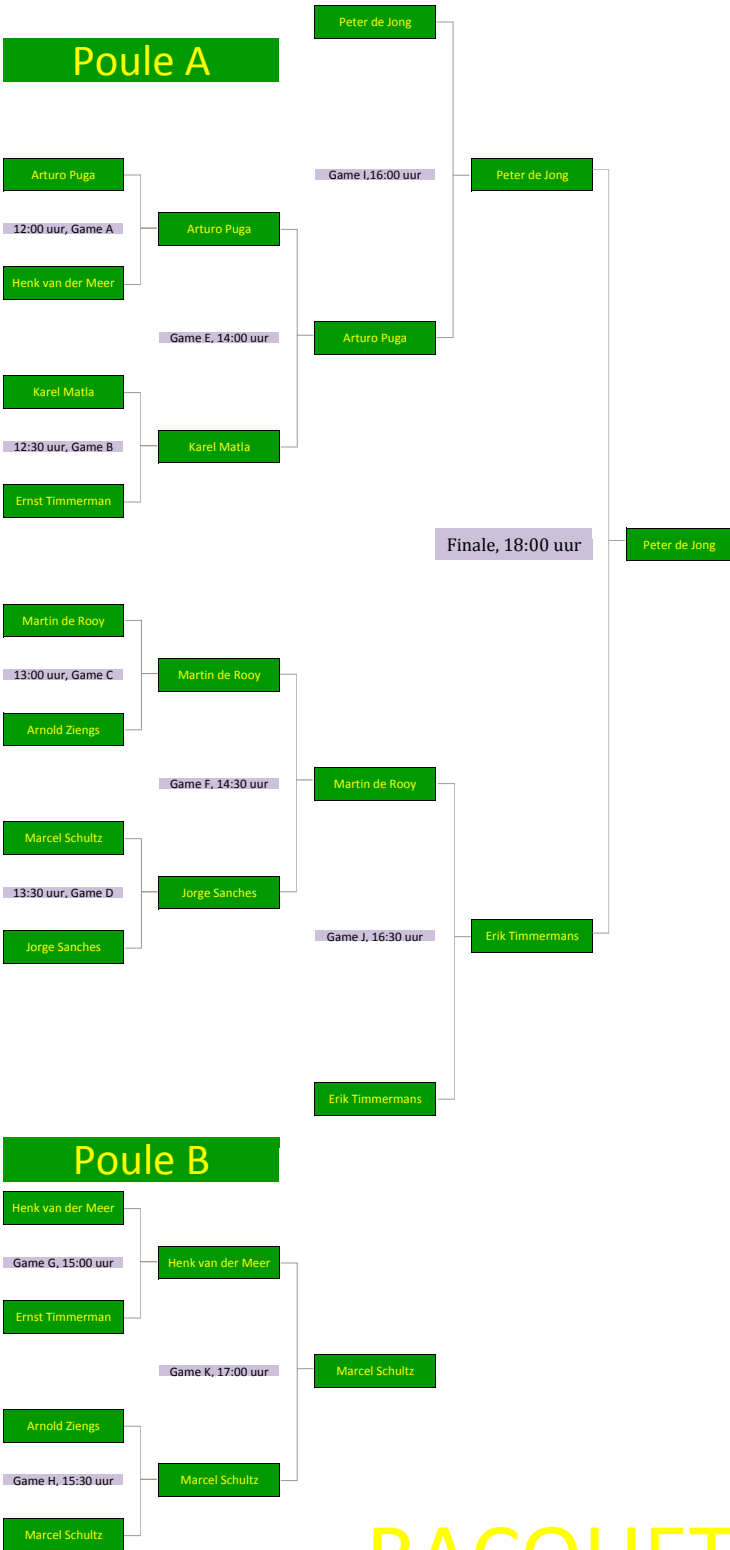 Peter de Jong
Poule A
Arturo Puga
Game I,16:00 uur
Peter de Jong
12:00 uur, Game A
Arturo Puga
Henk van der Meer
Game E, 14:00 uur
Arturo Puga
Karel Matla
12:30 uur, Game B
Karel Matla
Ernst Timmerman
Finale, 18:00 uur
Peter de Jong
Martin de Rooy
13:00 uur, Game C
Martin de Rooy
Arnold Ziengs
Game F, 14:30 uur
Martin de Rooy
Marcel Schultz
13:30 uur, Game D
Jorge Sanches
Game J, 16:30 uur
Erik Timmermans
Jorge Sanches
Erik Timmermans
Poule B
Henk van der Meer
Game G, 15:00 uur
Henk van der Meer
Ernst Timmerman
Game K, 17:00 uur
Marcel Schultz
Arnold Ziengs
Game H, 15:30 uur
Marcel Schultz
Marcel Schultz